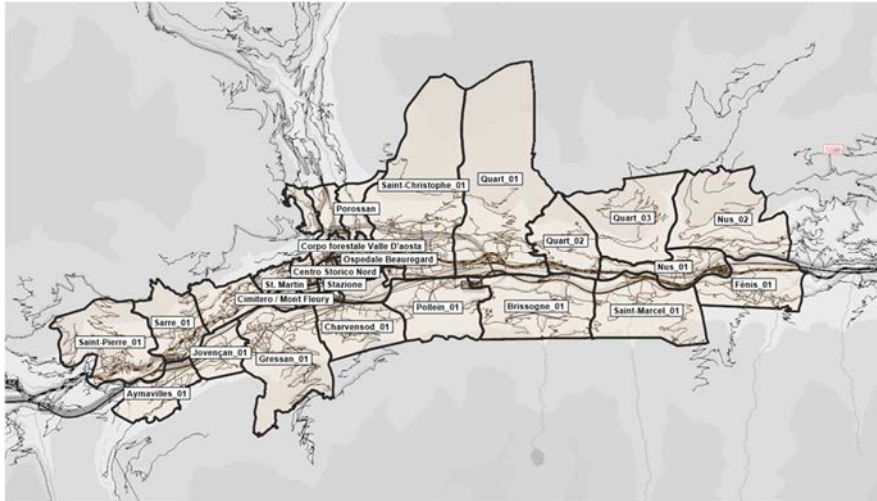 Saint-Christophe_01
Quart_01
Porossan
Quart_03
Nus_02
Corpo forestale Valle D'aosta
Quart_02
Ospedale Beauregard
Centro Storico Nord
Nus_01
St. Martin
Stazione
Fénis_01
Cimitero / Mont Fleury
Pollein_01
Brissogne_01
Saint-Marcel_01
Sarre_01
Charvensod_01
Saint-Pierre_01
Jovençan_01
Gressan_01
Aymavilles_01